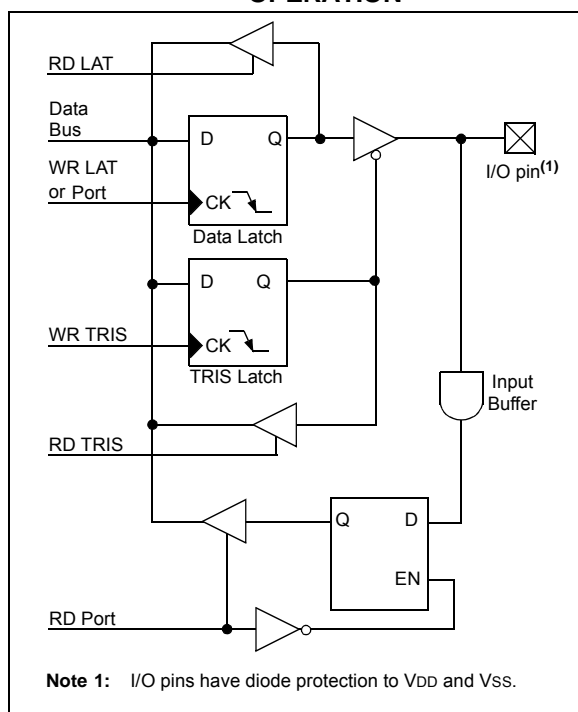 OPERATION
RD LAT
Data
Bus
D Q
WR LAT
or Port
CK
Data Latch
I/O pin(1)
D Q
WR TRIS
CK
TRIS Latch
Input
Buffer
RD TRIS
Q D
EN
RD Port
Note 1: I/O pins have diode protection to VDD and VSS.